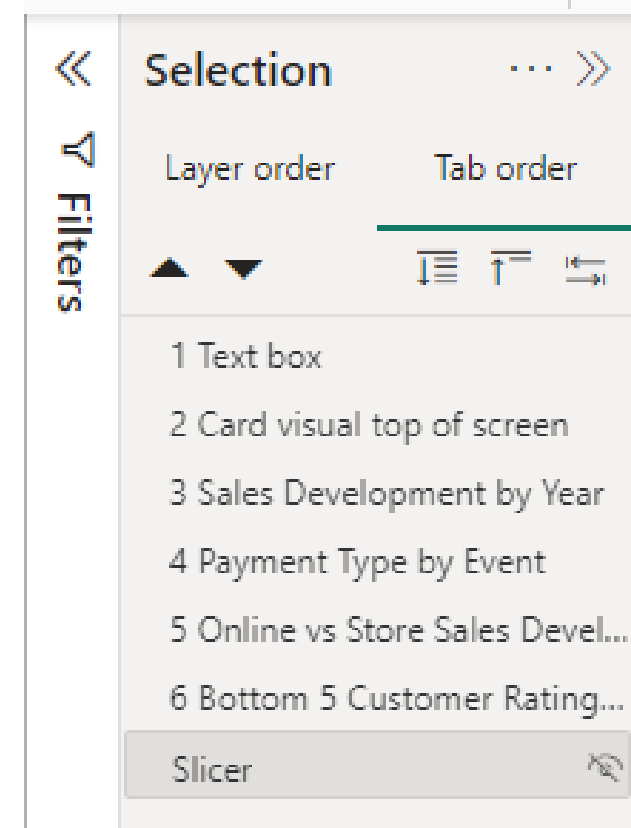 Selection
Filters
Layer order
Tab order
1 Text box
2 Card visual top of screen
3 Sales Development by Year
4 Payment Type by Event
5 Online vs Store Sales Devel...
6 Bottom 5 Customer Rating...
Slicer